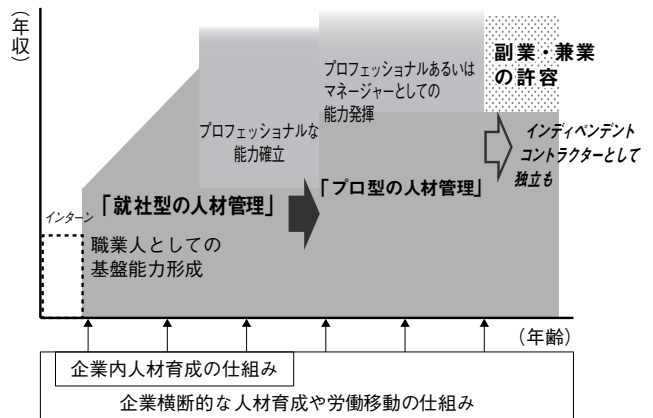 （年収）
プロフェッショナルあるいは
マネージャーとしての
能力発揮
副業・兼業
の許容
プロフェッショナルな
能力確立
インディペンデント
コントラクターとして
独立も
インターン
「就社型の人材管理」
「プロ型の人材管理」
職業人としての
基盤能力形成
（年齢）
企業内人材育成の仕組み
企業横断的な人材育成や労働移動の仕組み